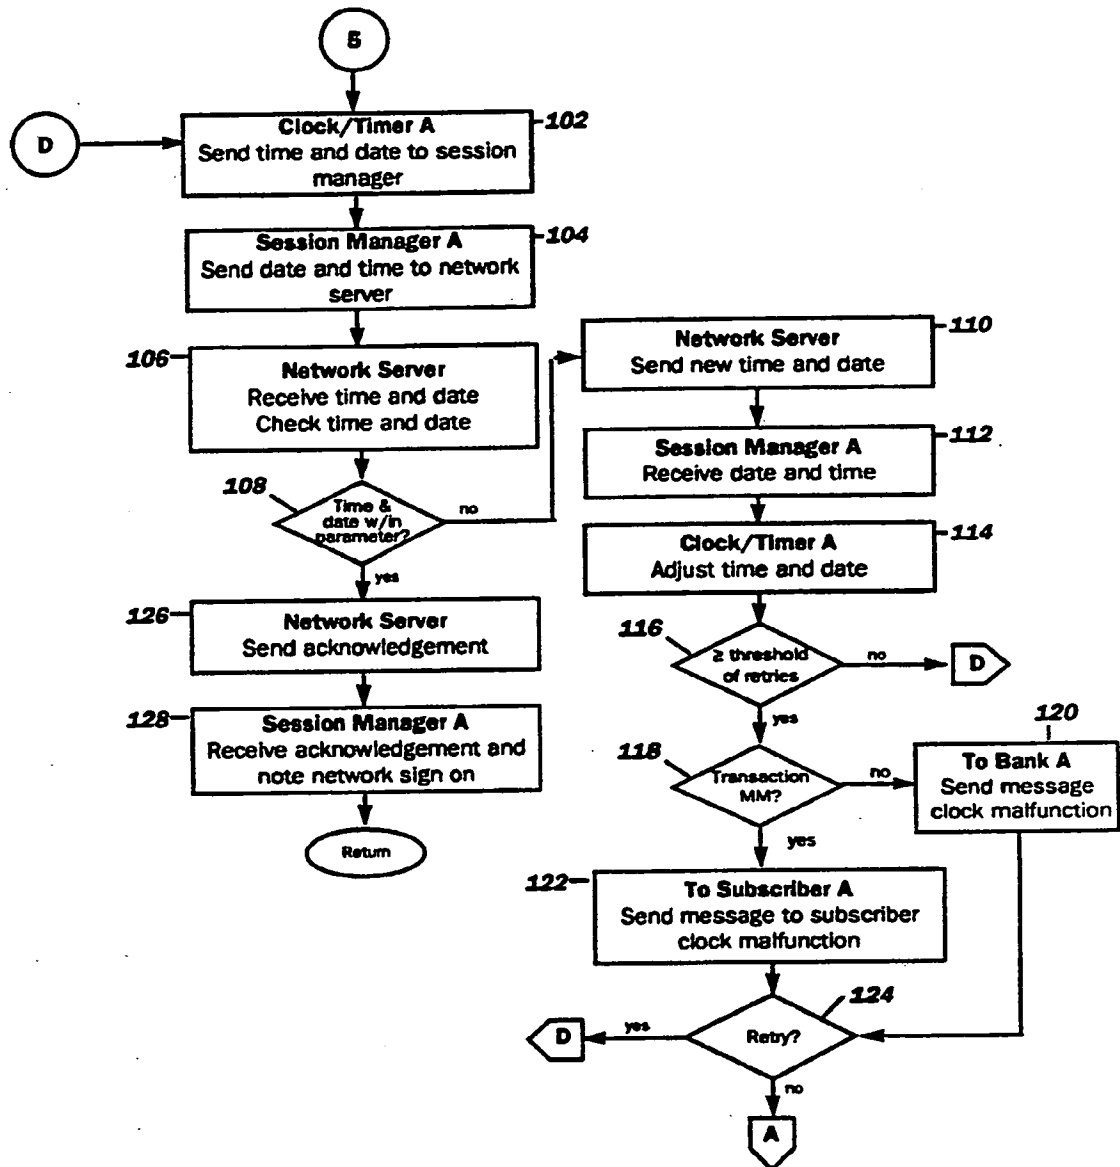 5
D
Clock/Timer A
102
Send time and date to session
manager
Session Manager A
104
Send date and time to network
server
106
Network Server
Receive time and date
Check time and date
108
Time &
date w/in
parameter?
no
yes
126
Network Server
Send acknowledgement
128
Session Manager A
Receive acknowledgement and
note network sign on
Return
Network Server
110
Send new time and date
Session Manager A
112
Receive date and time
Clock/Timer A
114
Adjust time and date
116
≥ threshold
of retries
no
D
yes
118
Transaction
MM?
no
120
To Bank A
Send message
clock malfunction
yes
122
To Subscriber A
Send message to subscriber
clock malfunction
124
Retry?
yes
D
no
A